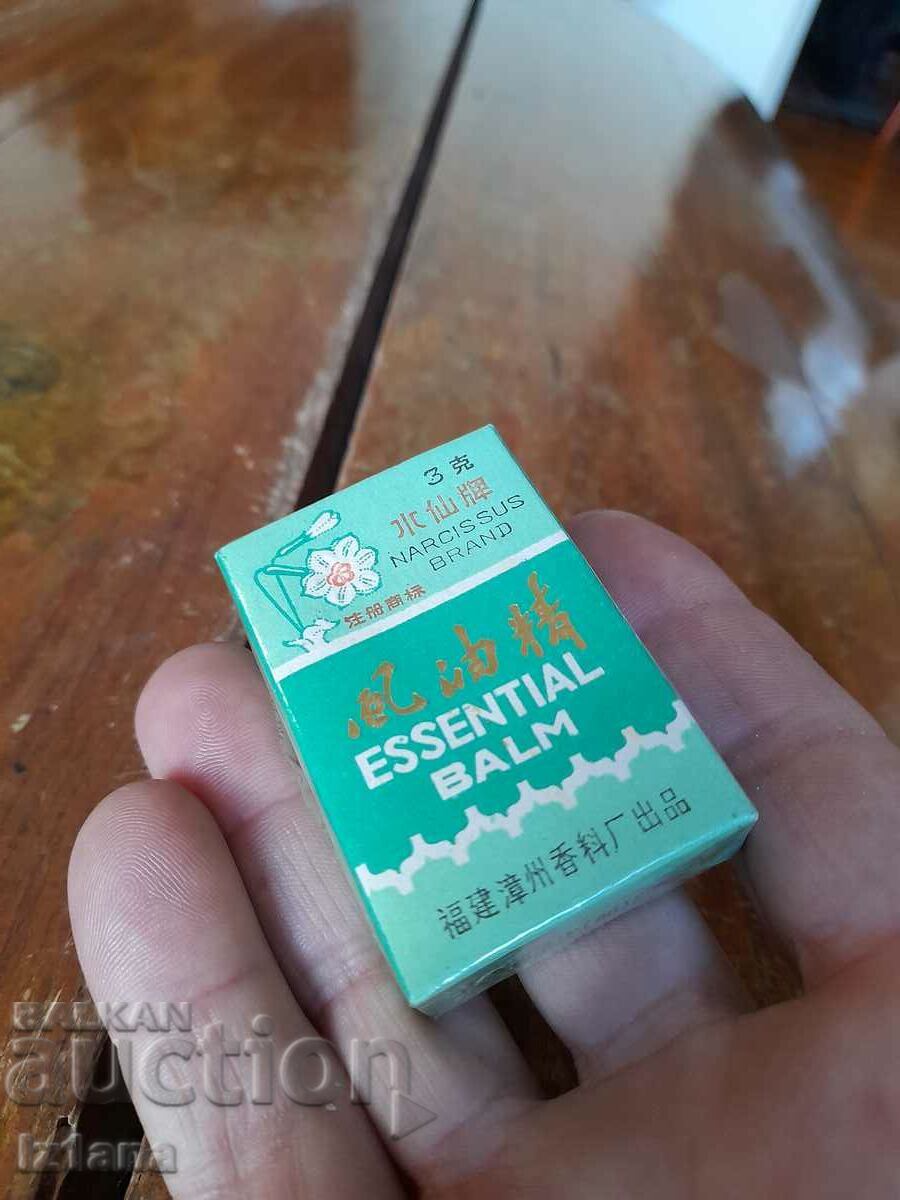 3克
水仙牌
NARCISSUS
BRAND
注册商标
风油精
ESSENTIAL
BALM
福建漳州香料厂出品
BALKAN
auction
Iz1ana